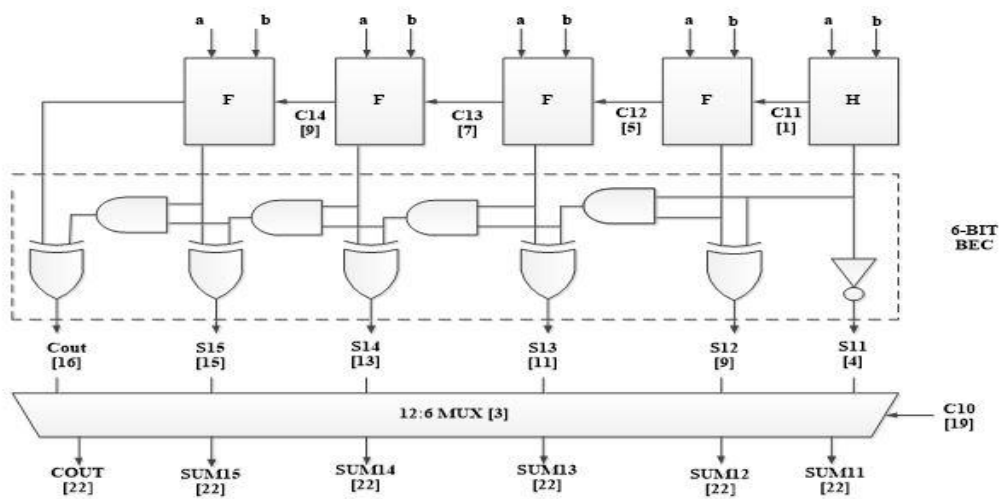 a b a b a b a b a b
F F F F H
C14 C13 C12 C11
[9] [7] [5] [1]
6-BIT
BEC
Cout S15 S14 S13 S12 S11
[16] [15] [13] [11] [9] [4]
12:6 MUX [3]
C10
[19]
COUT SUM15 SUM14 SUM13 SUM12 SUM11
[22] [22] [22] [22] [22] [22]